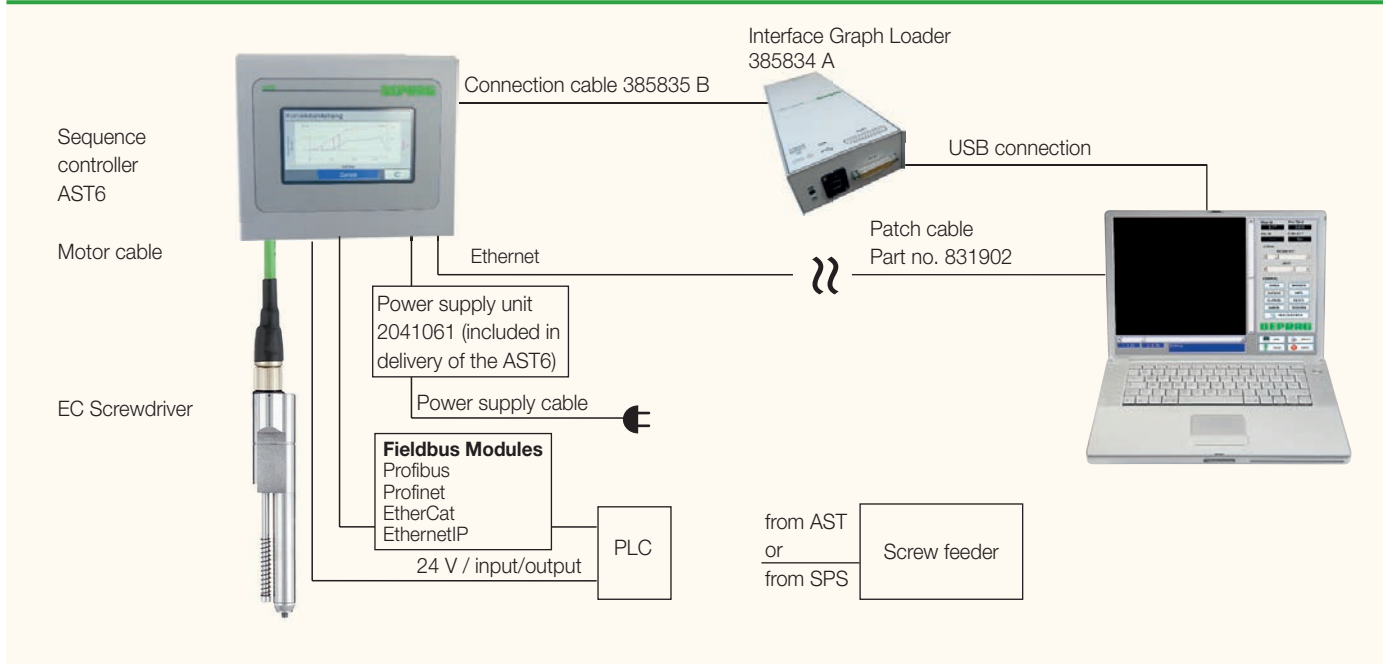 Interface Graph Loader
385834 A
Connection cable 385835 B
DEPRAG
Sequence
controller
AST6
USB connection
Motor cable
Ethernet
Patch cable
Part no. 831902
Power supply unit
2041061 (included in
delivery of the AST6)
DEPRAG
EC Screwdriver
Power supply cable
Fieldbus Modules
Profibus
Profinet
EtherCat
EthernetIP
PLC
24 V / input/output
from AST
or
from SPS
Screw feeder